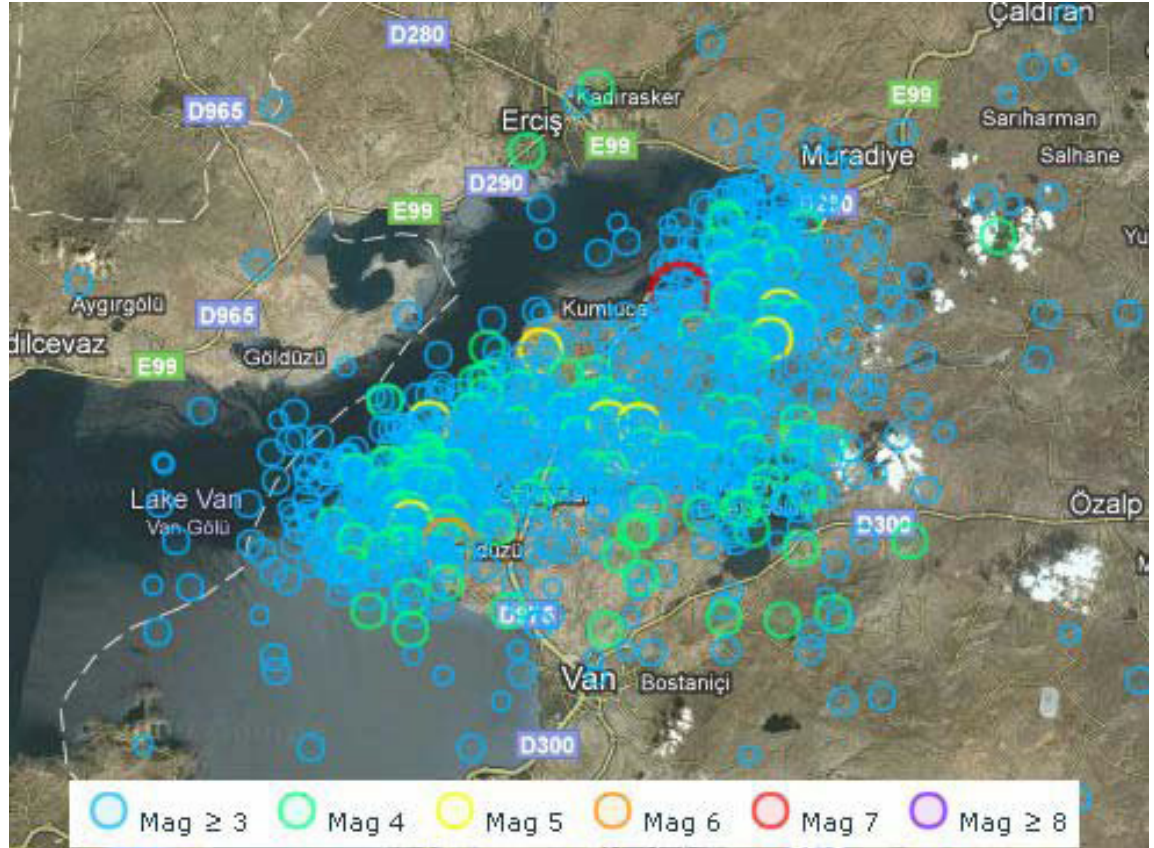 Çaldıran
D280
E99
Kadirasker
D965
Erciş
Sarıharman
E99
Muradiye
Salhane
D290
D280
E99
Yu
Aygırgölü
Kumluca
D965
dilcevaz
Göldüzü
E99
Lake Van
Van Gölü
Özalp
D300
düzü
D975
Van
Bostaniçi
D300
Mag ≥ 3
Mag 4
Mag 5
Mag 6
Mag 7
Mag ≥ 8